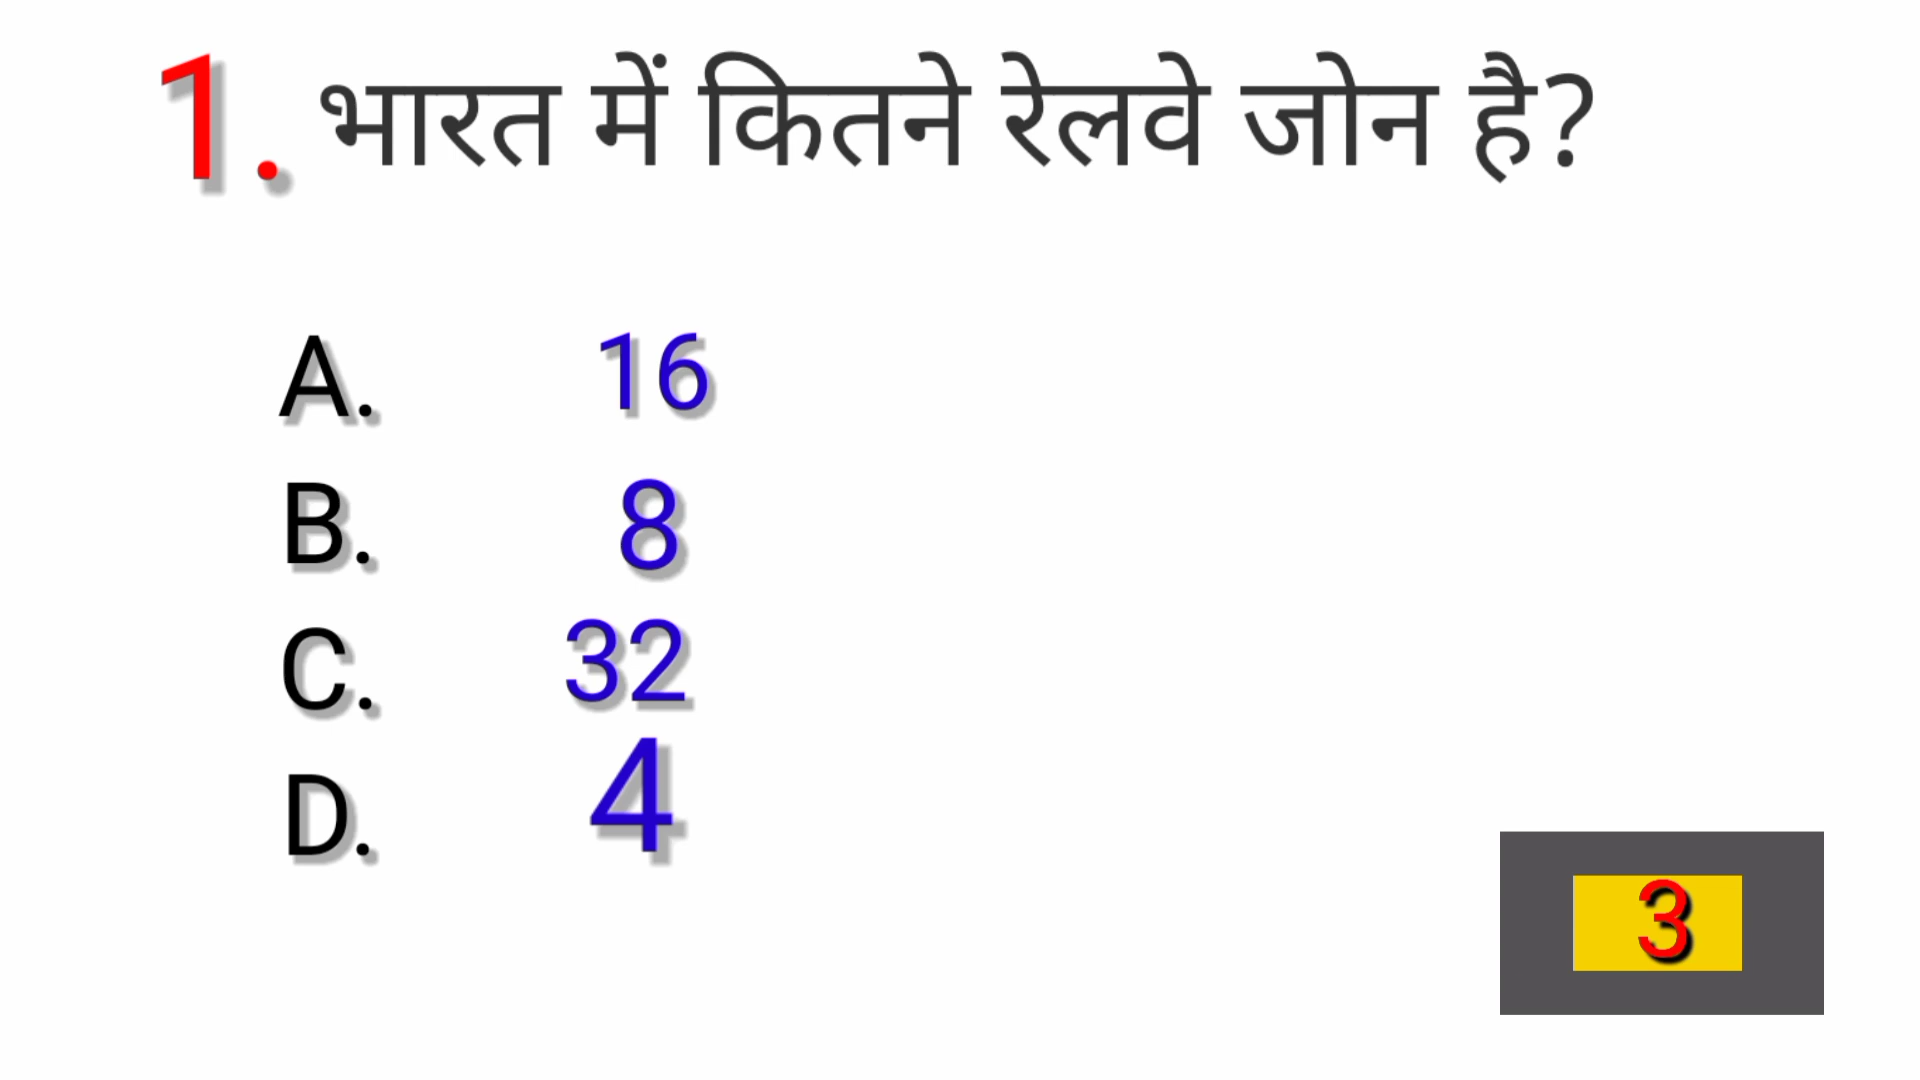 1. भारत में कितने रेलवे जोन है?
A. 16
B. 8
C. 32
D. 4
3